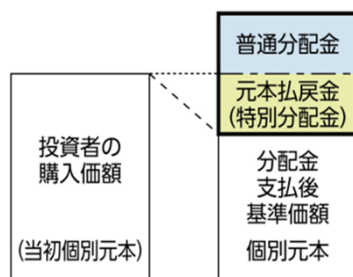 普通分配金
元本払戻金
(特別分配金)
投資者の
購入価額
(当初個別元本)
分配金
支払後
基準価額
個別元本